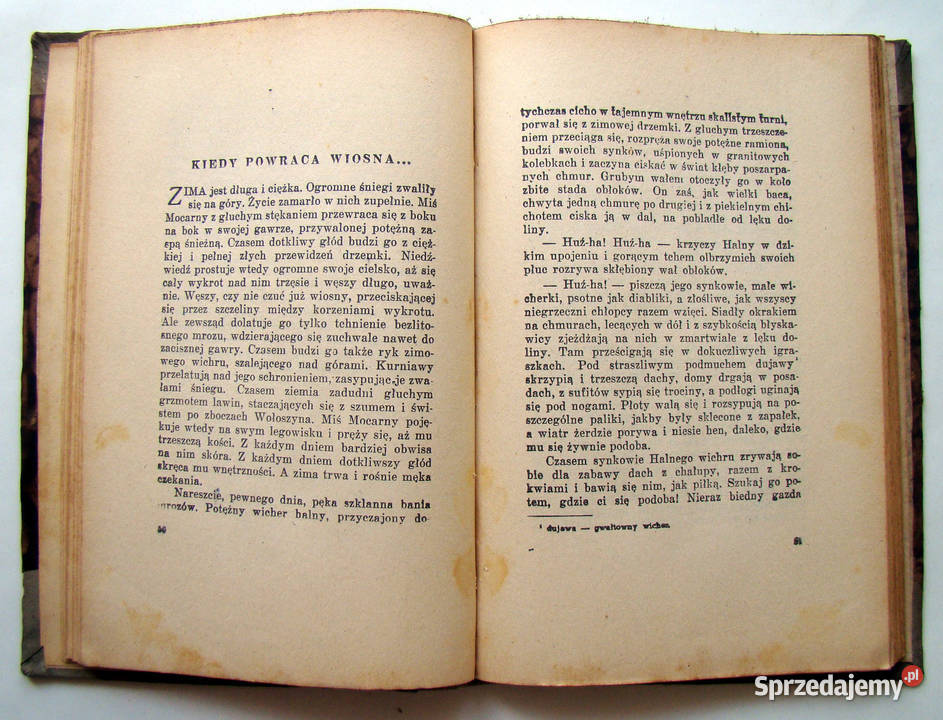 KIEDY POWRACA WIOSNA...
ZIMA jest długa i ciężka. Ogromne śniegi zwaliły
się na góry. Życie zamarło w nich zupełnie. Miś
Mocarny z głuchym stękaniem przewraca się z boku
na bok w swojej gawrze, przywalonej potężną za-
spą śnieżną. Czasem dotkliwy głód budzi go z cięż-
kiej i pełnej złych przewidzeń drzemki. Niedź-
wiedź prostuje wtedy ogromne swoje cielsko, aż się
cały wykrot nad nim trzęsie i węszy długo, uważ-
nie. Węszy, czy nie czuć już wiosny, przeciskającej
się przez szczeliny między korzeniami wykrotu.
Ale zewsząd dolatuje go tylko tchnienie bezlito-
snego mrozu, wdzierającego się zuchwale nawet do
zacisznej gawry. Czasem budzi go także ryk zimo-
wego wichru, szalejącego nad górami. Kurniawy
przelatują nad jego schronieniem, zasypując je zwa-
łami śniegu. Czasem ziemia zadudni głuchym
grzmotem lawin, staczających się z szumem i świ-
stem po zboczach Wołoszyna. Miś Mocarny poję-
kuje wtedy na swym legowisku i pręży się, aż mu
trzeszczą kości. Z każdym dniem bardziej obwisa
na nim skóra. Z każdym dniem dotkliwszy głód
skręca mu wnętrzności. A zima trwa i rośnie męka
czekania.
Nareszcie, pewnego dnia, pęka szklanna bania
mrozów. Potężny wicher halny, przyczajony do-
50
tychczas cicho w tajemnym wnętrzu skalistym turni,
porwał się z zimowej drzemki. Z głuchym trzeszcze-
niem przeciąga się, rozpręża swoje potężne ramiona,
budzi swoich synków, uśpionych w granitowych
kolebkach i zaczyna ciskać w świat kłęby poszarpa-
nych chmur. Grubym wałem otoczyły go w koło
zbite stada obłoków. On zaś, jak wielki baca,
chwyta jedną chmurę po drugiej i z piekielnym chi-
chotem ciska ją w dal, na pobladłe od lęku do-
liny.
— Huź-ha! Huź-ha — krzyczy Halny w dzi-
kim upojeniu i gorącym tchem olbrzymich swoich
płuc rozrywa skłębiony wał obłoków.
— Huź-ha! — piszczą jego synkowie, małe wi-
cherki, psotne jak diabliki, a złośliwe, jak wszyscy
niegrzeczni chłopcy razem wzięci. Siadły okrakiem
na chmurach, lecących w dół i z szybkością błyska-
wicy zjeżdżają na nich w zmartwiałe z lęku do-
liny. Tam prześcigają się w dokuczliwych igra-
szkach. Pod straszliwym podmuchem dujawy ¹
skrzypią i trzeszczą dachy, domy drgają w posa-
dach, z sufitów sypią się trociny, a podłogi uginają
się pod nogami. Płoty walą się i rozsypują na po-
szczególne paliki, jakby były sklecone z zapałek,
a wiatr żerdzie porywa i niesie hen, daleko, gdzie
mu się żywnie podoba.
Czasem synkowie Halnego wichru zrywają so-
bie dla zabawy dach z chałupy, razem z kro-
kwiami i bawią się nim, jak piłką. Szukaj go po-
tem, gdzie ci się podoba! Nieraz biedny gazda
¹ dujawa — gwałtowny wicher.
51
Sprzedajemy.pl